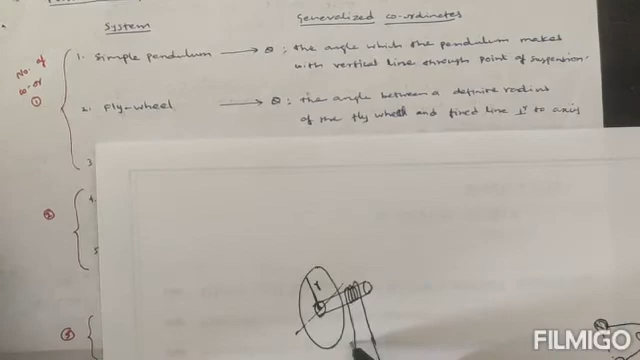 System
Generalized co-ordinates
No. of
co-or
①
1. Simple pendulum → θ ; the angle which the pendulum makes
with vertical line through point of suspension.
2. Fly-wheel → θ ; the angle between a definite radius
of the fly wheel and fixed line ⊥r to axis
3
②
4.
5
③
r
FILMIGO